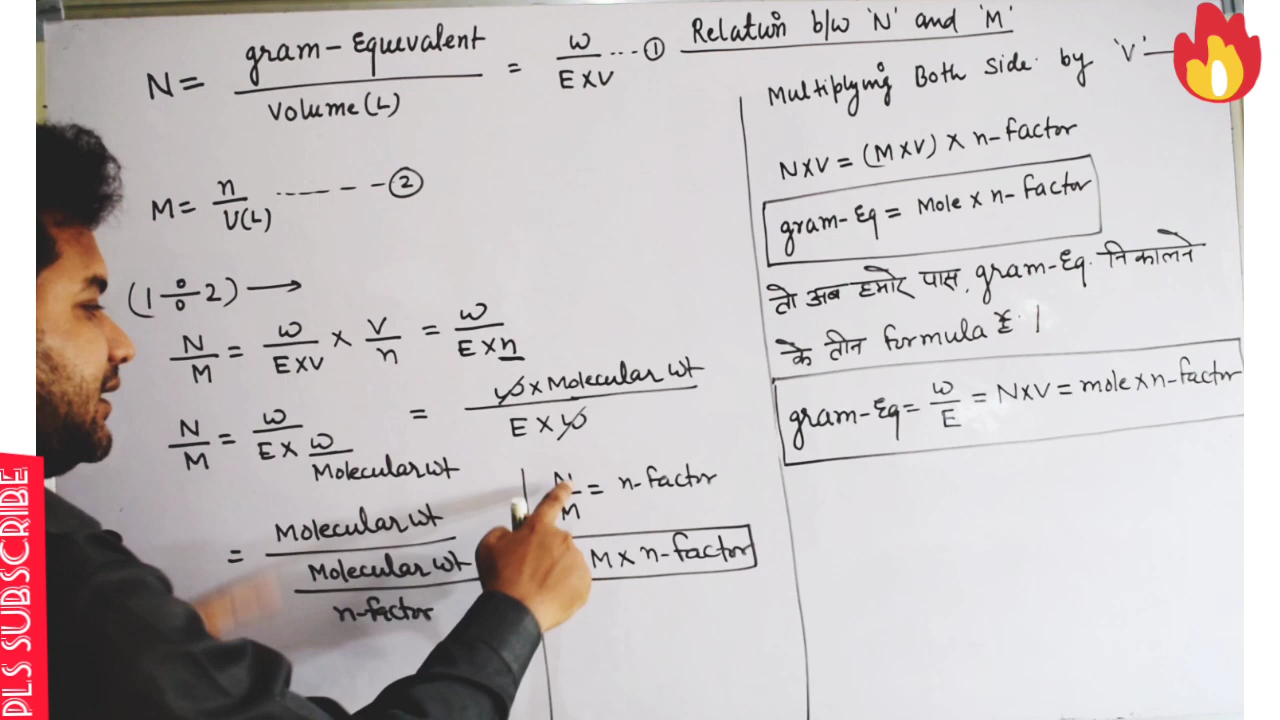 Relation b/w 'N' and 'M'
N = gram-Equivalent / Volume (L) = w / E×V ---- ①
M = n / V(L) ------- ②
(1 ÷ 2) →
N/M = w / E×V × V/n = w / E×n
N/M = w / E× w / Molecular wt = w × Molecular wt / E×w
= Molecular wt / Molecular wt / n-factor
N/M = n-factor
M × n-factor
Multiplying Both side by 'V' —
N×V = (M×V) × n-factor
gram-Eq = Mole × n-factor
तो अब हमारे पास, gram-Eq. निकालने
के तीन formula हैं।
gram-Eq = w/E = N×V = mole×n-factor
PLS SUBSCRIBE